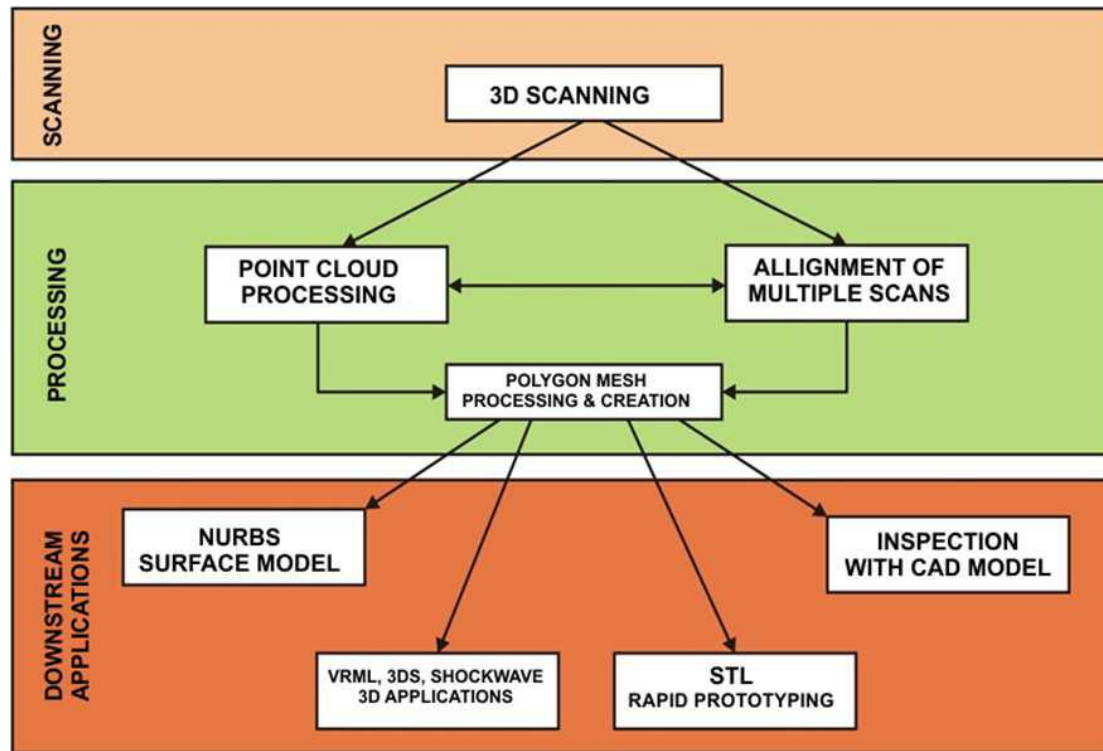 SCANNING
3D SCANNING
PROCESSING
POINT CLOUD
PROCESSING
ALLIGNMENT OF
MULTIPLE SCANS
POLYGON MESH
PROCESSING & CREATION
DOWNSTREAM
APPLICATIONS
NURBS
SURFACE MODEL
INSPECTION
WITH CAD MODEL
VRML, 3DS, SHOCKWAVE
3D APPLICATIONS
STL
RAPID PROTOTYPING